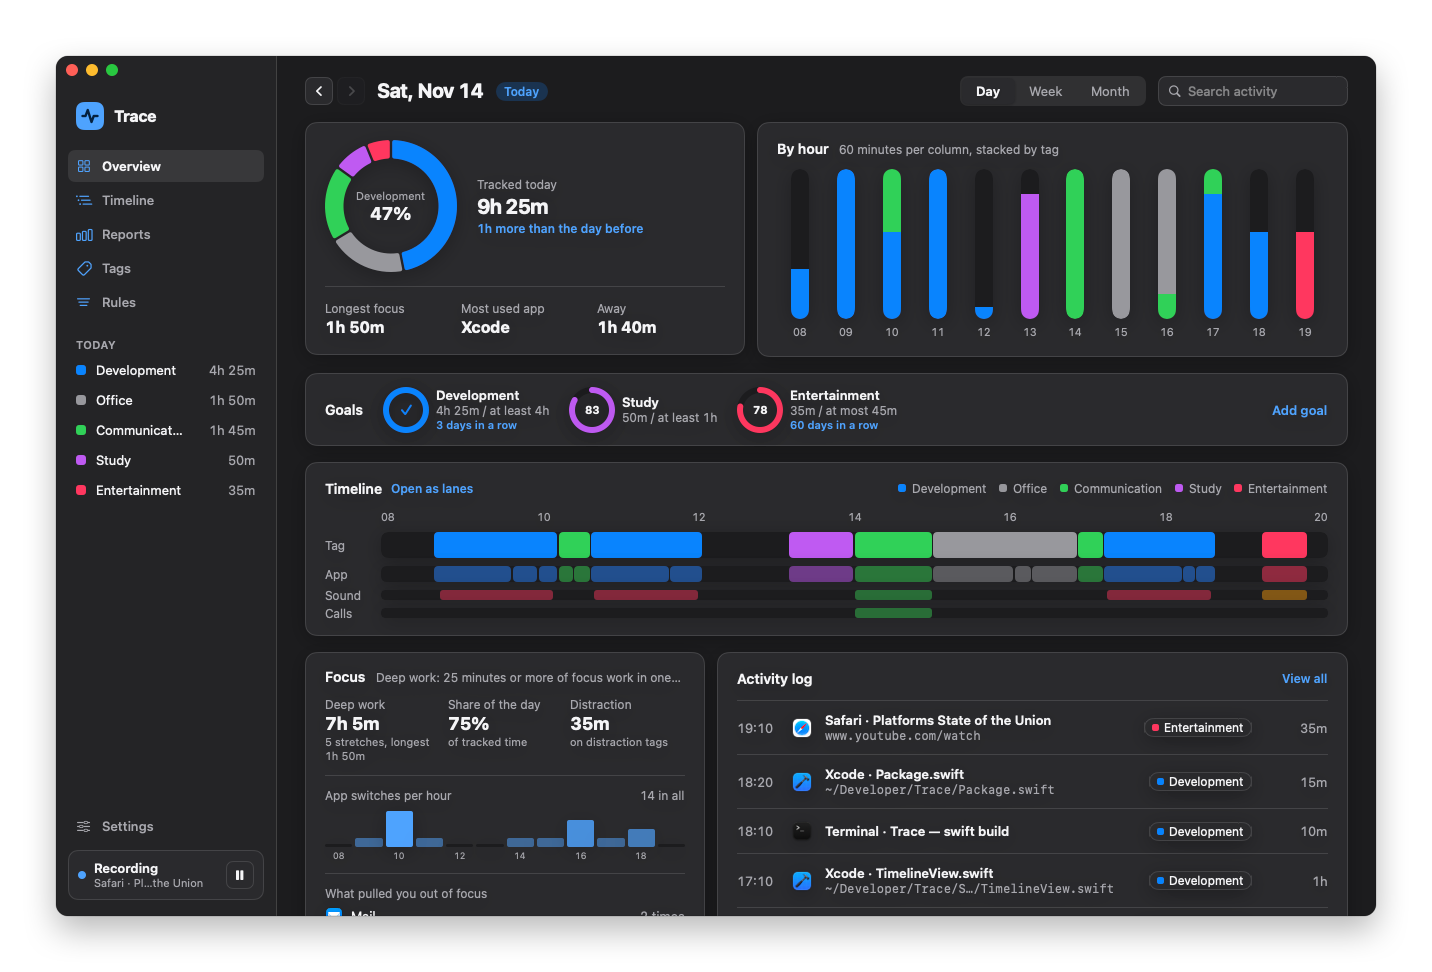 Trace
Overview
Timeline
Reports
Tags
Rules
TODAY
Development 4h 25m
Office 1h 50m
Communicat... 1h 45m
Study 50m
Entertainment 35m
Settings
Recording
Safari · Pl...the Union
Sat, Nov 14 Today
Day Week Month
Search activity
Development
47%
Tracked today
9h 25m
1h more than the day before
Longest focus Most used app Away
1h 50m Xcode 1h 40m
By hour 60 minutes per column, stacked by tag
08 09 10 11 12 13 14 15 16 17 18 19
Goals
Development
4h 25m / at least 4h
3 days in a row
83
Study
50m / at least 1h
78
Entertainment
35m / at most 45m
60 days in a row
Add goal
Timeline Open as lanes
Development Office Communication Study Entertainment
08 10 12 14 16 18 20
Tag
App
Sound
Calls
Focus Deep work: 25 minutes or more of focus work in one...
Deep work Share of the day Distraction
7h 5m 75% 35m
5 stretches, longest of tracked time on distraction tags
1h 50m
App switches per hour 14 in all
08 10 12 14 16 18
What pulled you out of focus
Mail 2 times
Activity log View all
19:10 Safari · Platforms State of the Union Entertainment 35m
www.youtube.com/watch
18:20 Xcode · Package.swift Development 15m
~/Developer/Trace/Package.swift
18:10 Terminal · Trace — swift build Development 10m
17:10 Xcode · TimelineView.swift Development 1h
~/Developer/Trace/S…/TimelineView.swift